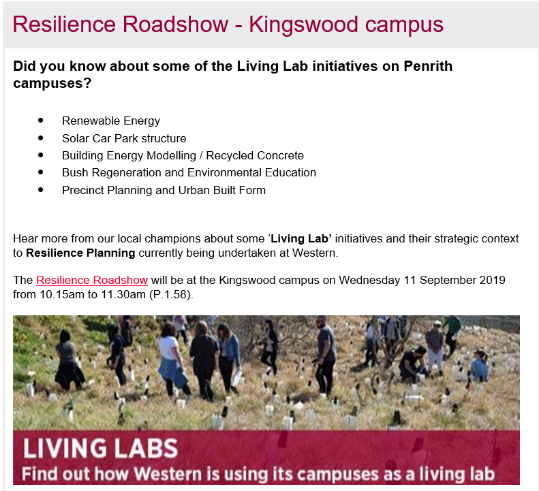 Resilience Roadshow - Kingswood campus
Did you know about some of the Living Lab initiatives on Penrith
campuses?
• Renewable Energy
• Solar Car Park structure
• Building Energy Modelling / Recycled Concrete
• Bush Regeneration and Environmental Education
• Precinct Planning and Urban Built Form
Hear more from our local champions about some 'Living Lab' initiatives and their strategic context
to Resilience Planning currently being undertaken at Western.
The Resilience Roadshow will be at the Kingswood campus on Wednesday 11 September 2019
from 10.15am to 11.30am (P.1.58).
LIVING LABS
Find out how Western is using its campuses as a living lab